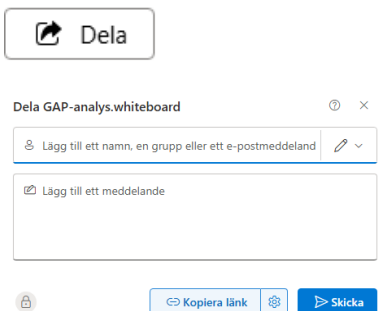 Dela
Dela GAP-analys.whiteboard
Lägg till ett namn, en grupp eller ett e-postmeddeland
Lägg till ett meddelande
Kopiera länk
Skicka